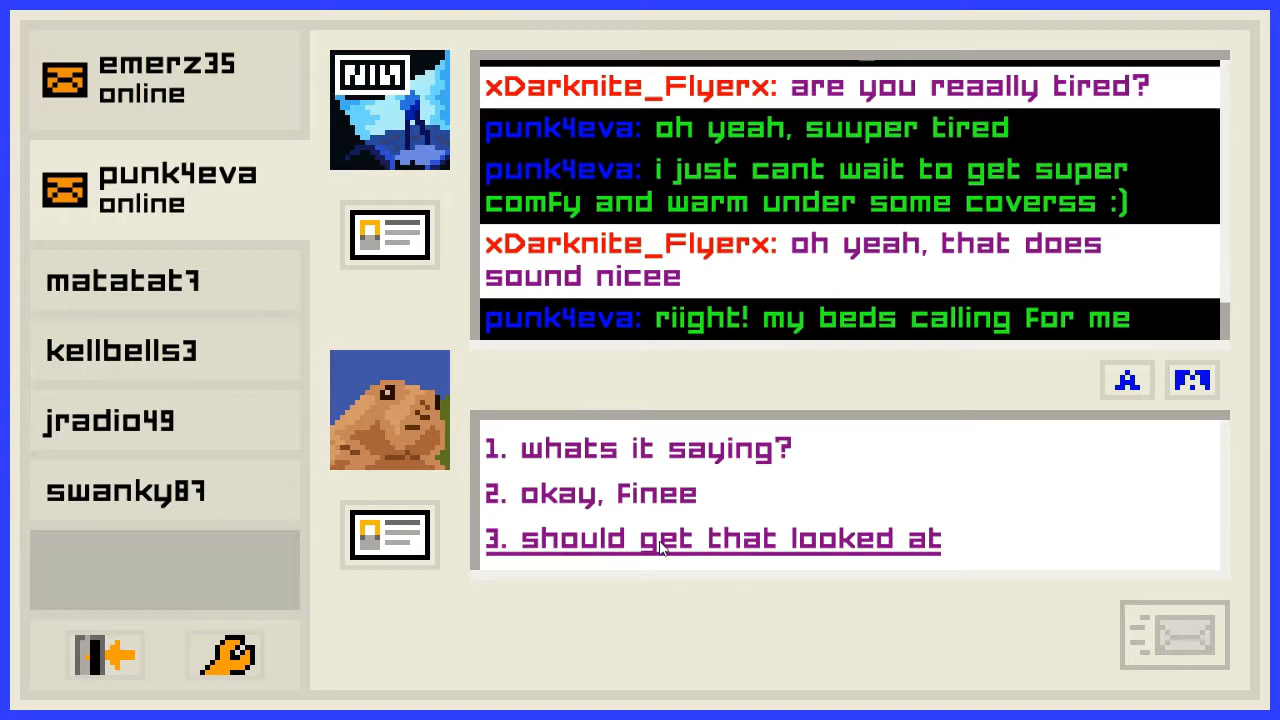 emerz35
online
punk4eva
online
matatat7
kellbells3
jradio49
swanky87
NIN
xDarknite_Flyerx: are you reaally tired?
punk4eva: oh yeah, suuper tired
punk4eva: i just cant wait to get super
comfy and warm under some coverss :)
xDarknite_Flyerx: oh yeah, that does
sound nicee
punk4eva: riight! my beds calling for me
A
1. whats it saying?
2. okay, finee
3. should get that looked at